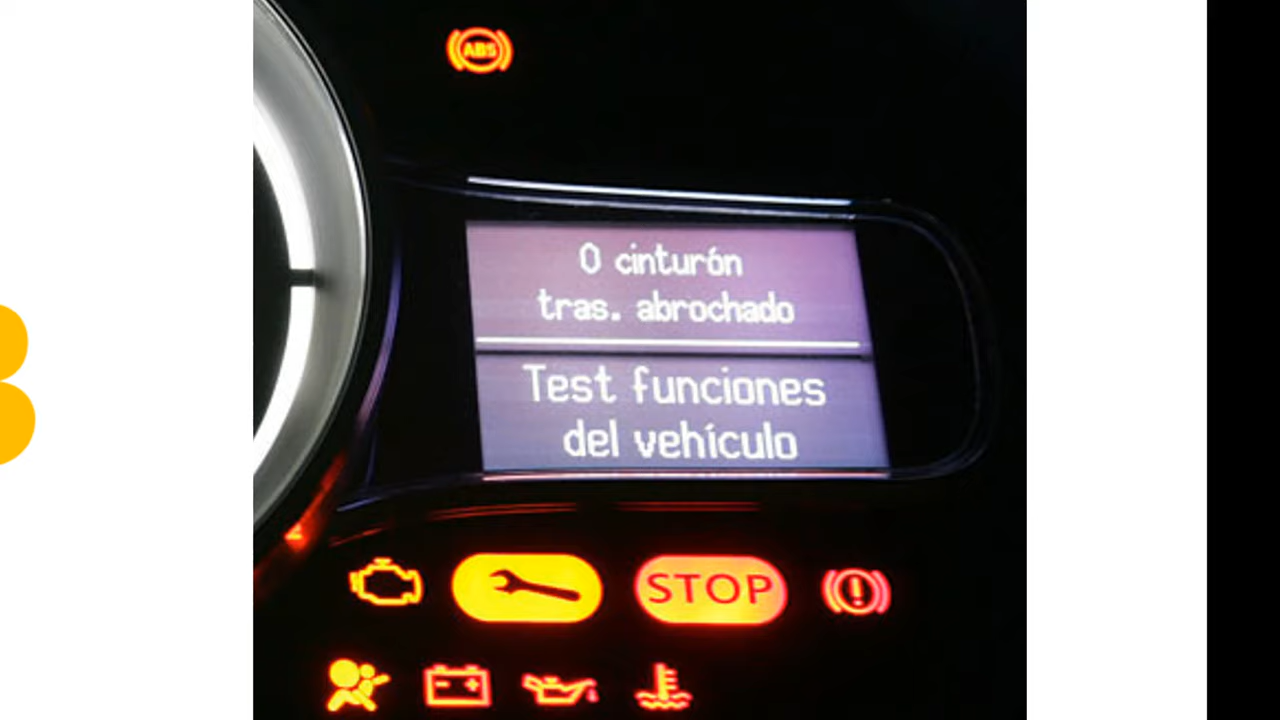 ABS
0 cinturón
tras. abrochado
Test funciones
del vehículo
STOP